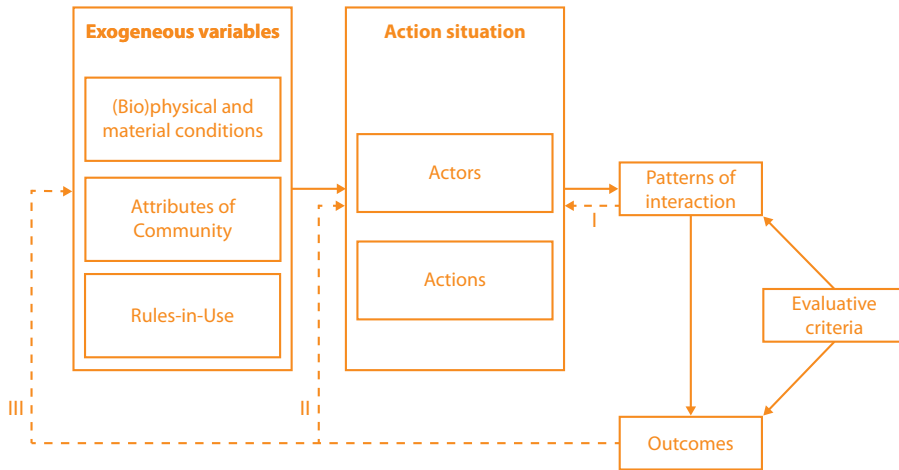 Exogeneous variables
(Bio)physical and
material conditions
Attributes of
Community
Rules-in-Use
Action situation
Actors
Actions
Patterns of
interaction
Evaluative
criteria
Outcomes
I
II
III